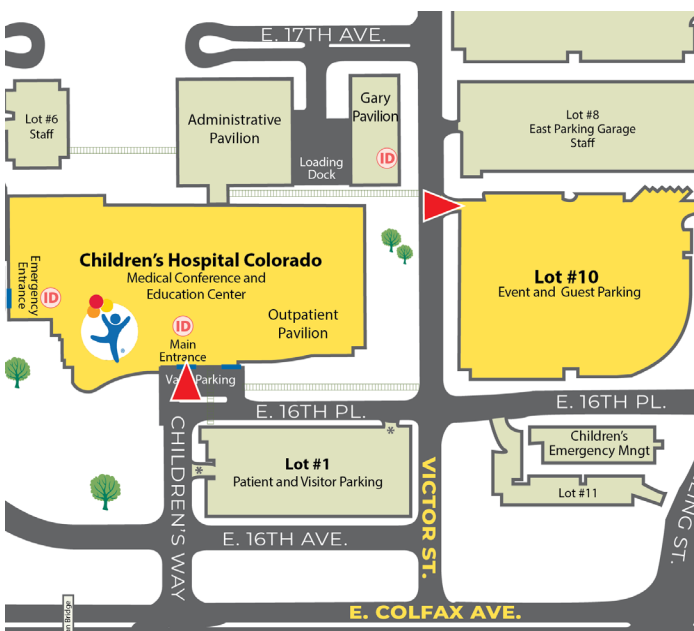 E. 17TH AVE.
Lot #6
Staff
Administrative
Pavilion
Gary
Pavilion
ID
Loading
Dock
Lot #8
East Parking Garage
Staff
Children's Hospital Colorado
Medical Conference and
Education Center
Emergency
Entrance
ID
ID
Main
Entrance
Outpatient
Pavilion
Lot #10
Event and Guest Parking
Parking
E. 16TH PL.
E. 16TH PL.
*
CHILDREN'S WAY
*
Lot #1
Patient and Visitor Parking
VICTOR ST.
Children's
Emergency Mngt
Lot #11
ST.
E. 16TH AVE.
E. COLFAX AVE.
Bridge
®